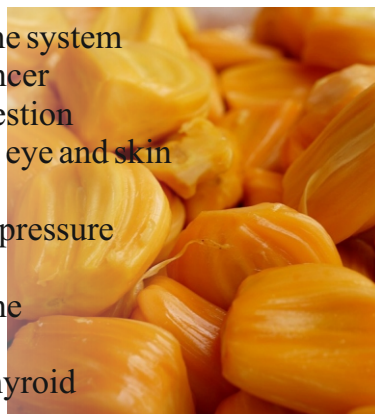 ne system
ncer
estion
eye and skin
pressure
ne
yroid